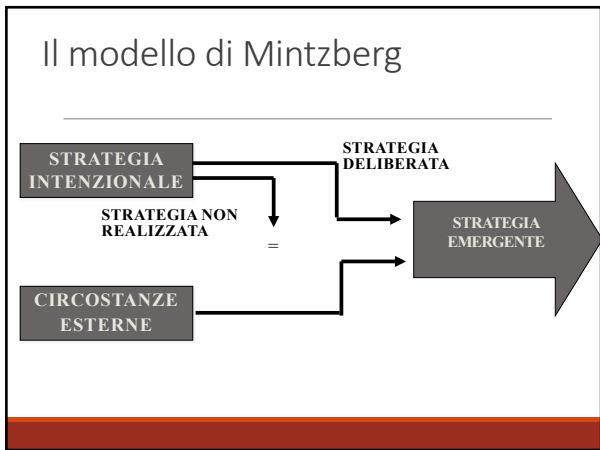 Il modello di Mintzberg
STRATEGIA
INTENZIONALE
STRATEGIA
DELIBERATA
STRATEGIA NON
REALIZZATA
=
STRATEGIA
EMERGENTE
CIRCOSTANZE
ESTERNE